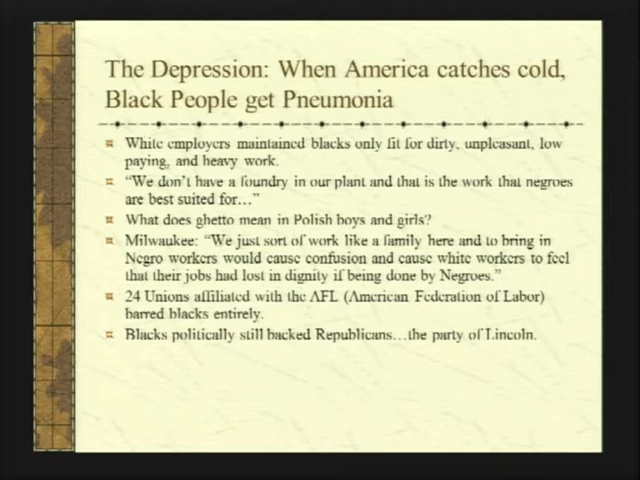 The Depression: When America catches cold,
Black People get Pneumonia
White employers maintained blacks only fit for dirty, unpleasant, low
paying, and heavy work.
“We don’t have a foundry in our plant and that is the work that negroes
are best suited for…”
What does ghetto mean in Polish boys and girls?
Milwaukee: “We just sort of work like a family here and to bring in
Negro workers would cause confusion and cause white workers to feel
that their jobs had lost in dignity if being done by Negroes.”
24 Unions affiliated with the AFL (American Federation of Labor)
barred blacks entirely.
Blacks politically still backed Republicans…the party of Lincoln.